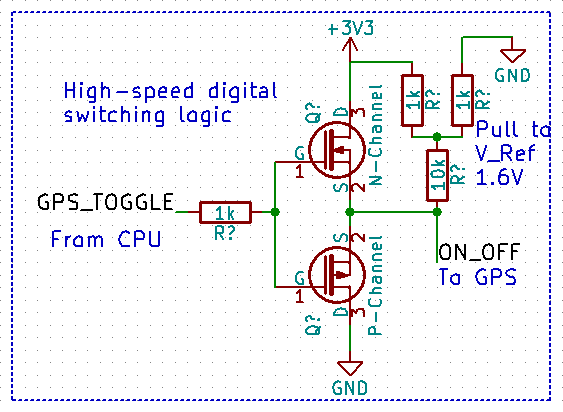 +3V3
High-speed digital
switching logic
GND
1k
R?
1k
R?
Q?
D
3
N-Channel
G
1
S
2
Pull to
V_Ref
1.6V
10k
R?
GPS_TOGGLE
1k
R?
From CPU
S
2
G
1
P-Channel
ON_OFF
To GPS
Q?
D
3
GND